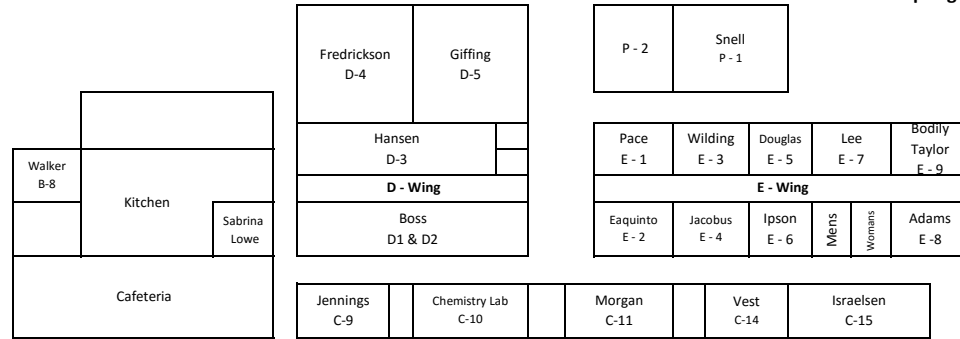 Fredrickson
D-4
Giffing
D-5
P - 2
Snell
P - 1
Hansen
D-3
D - Wing
Boss
D1 & D2
Pace
E - 1
Wilding
E - 3
Douglas
E - 5
Lee
E - 7
Bodily
Taylor
E - 9
E - Wing
Eaquinto
E - 2
Jacobus
E - 4
Ipson
E - 6
Mens
Womans
Adams
E -8
Walker
B-8
Kitchen
Sabrina
Lowe
Cafeteria
Jennings
C-9
Chemistry Lab
C-10
Morgan
C-11
Vest
C-14
Israelsen
C-15